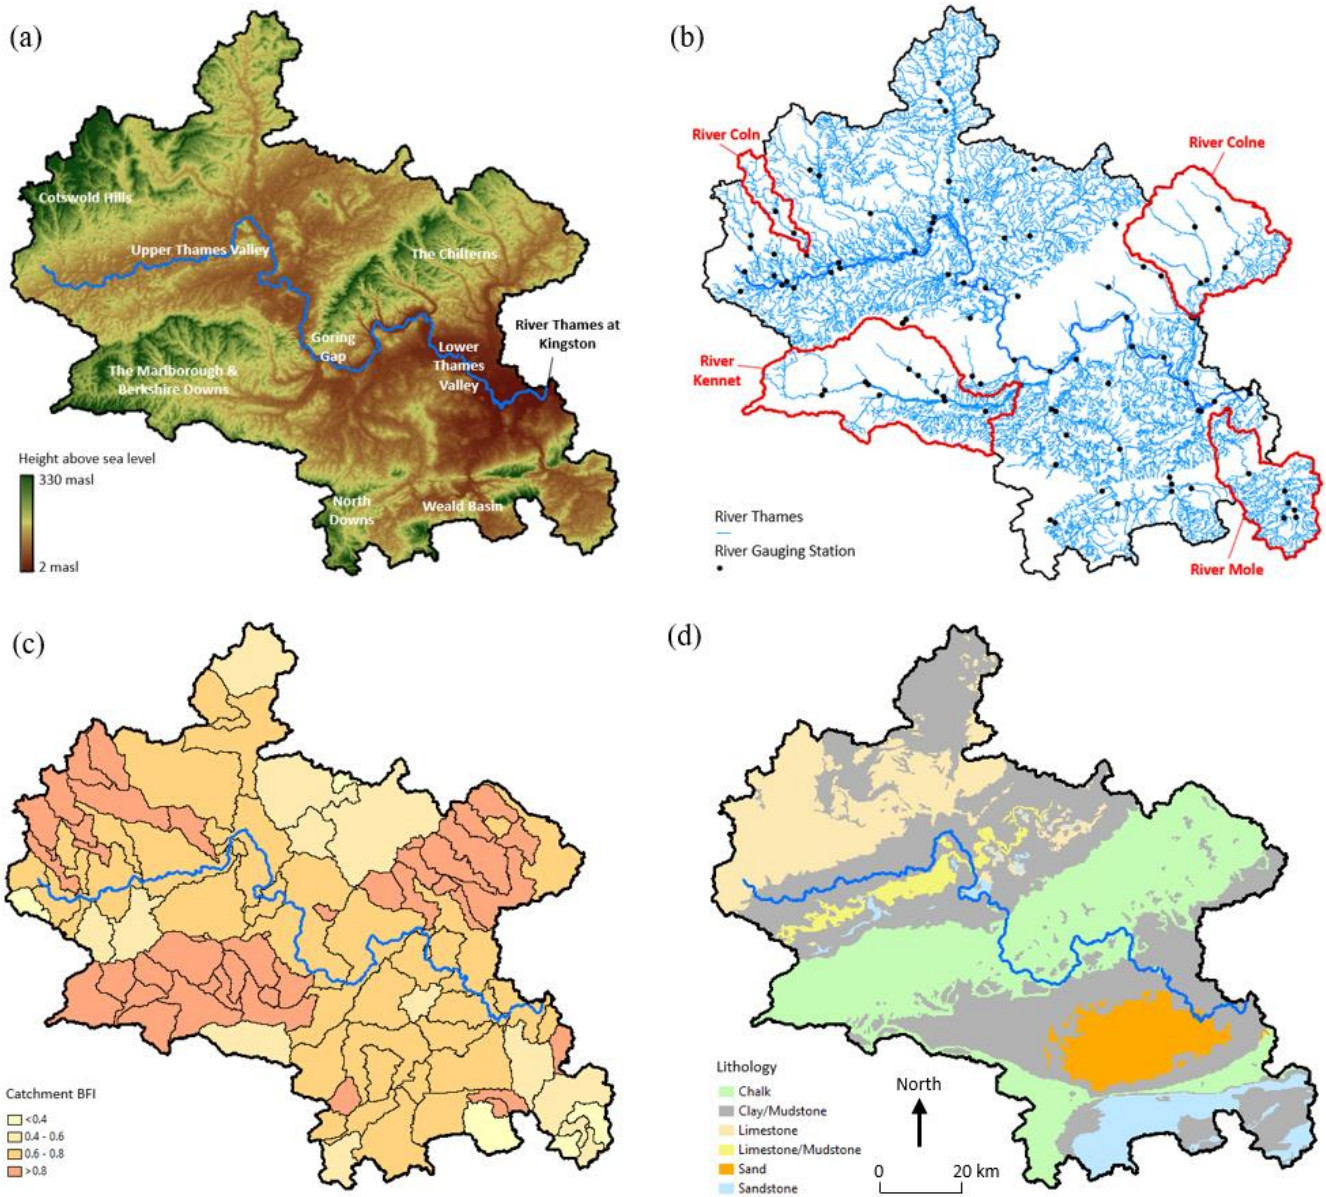 (a)
Cotswold Hills
Upper Thames Valley
The Chilterns
Goring
Gap
Lower
Thames
Valley
River Thames at
Kingston
The Marlborough &
Berkshire Downs
Height above sea level
330 masl
2 masl
North
Downs
Weald Basin
(b)
River Coln
River Colne
River
Kennet
River Mole
River Thames
River Gauging Station
(c)
Catchment BFI
<0.4
0.4 - 0.6
0.6 - 0.8
>0.8
(d)
Lithology
Chalk
Clay/Mudstone
Limestone
Limestone/Mudstone
Sand
Sandstone
North
0 20 km